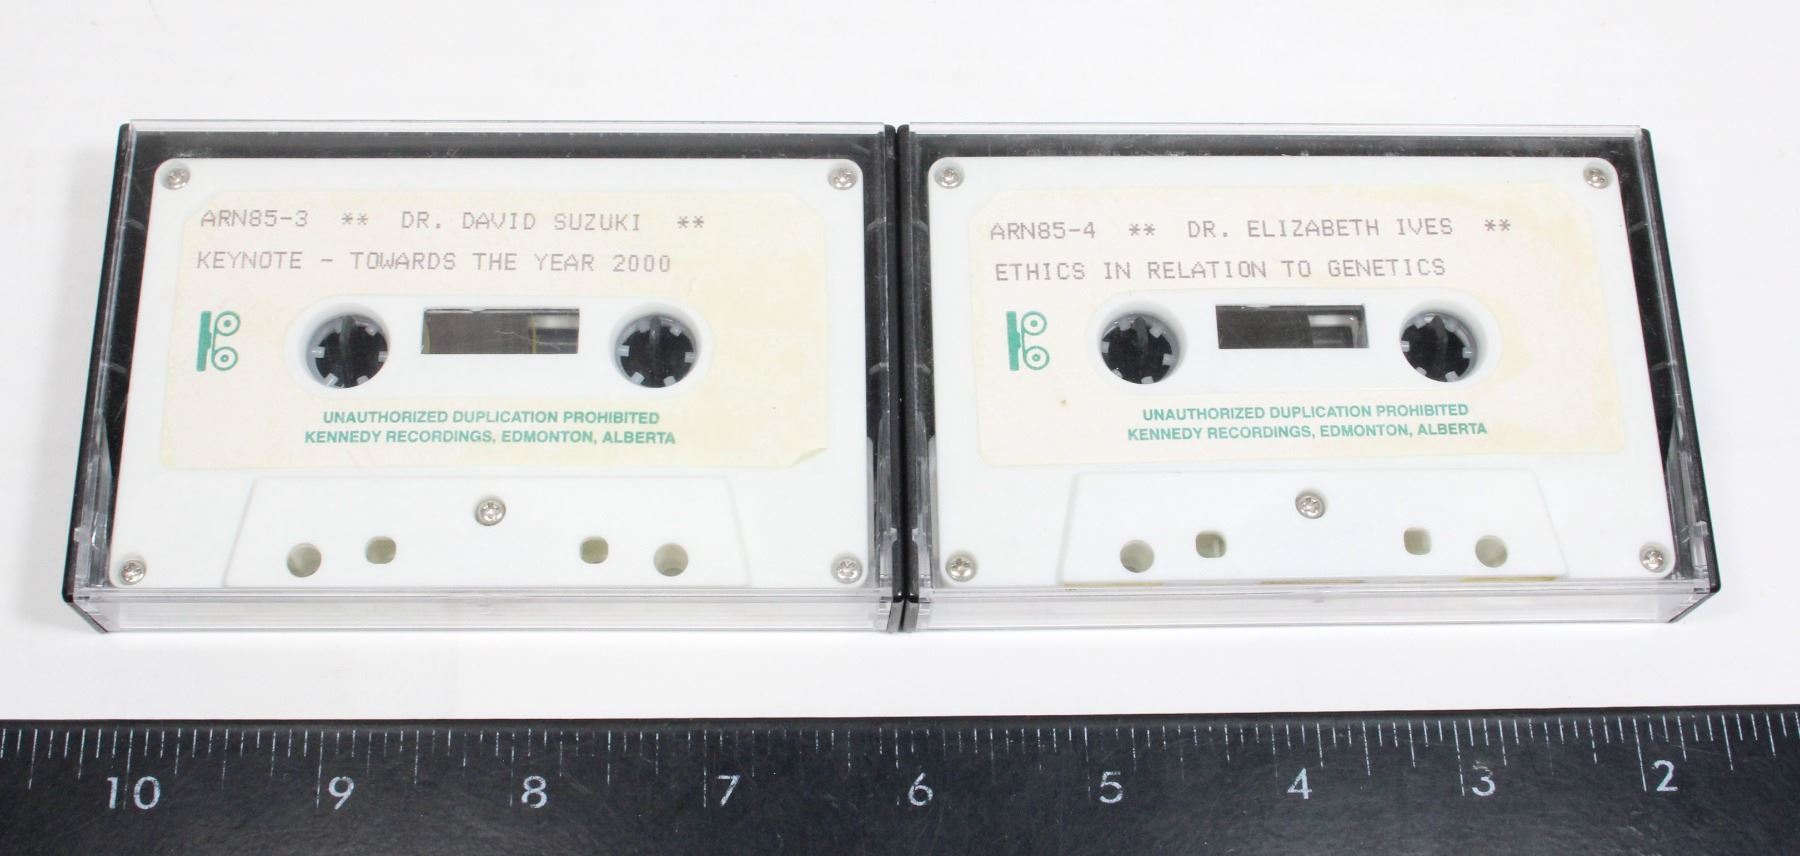 ARN85-3 ** DR. DAVID SUZUKI **
KEYNOTE - TOWARDS THE YEAR 2000
UNAUTHORIZED DUPLICATION PROHIBITED
KENNEDY RECORDINGS, EDMONTON, ALBERTA
ARN85-4 ** DR. ELIZABETH IVES **
ETHICS IN RELATION TO GENETICS
UNAUTHORIZED DUPLICATION PROHIBITED
KENNEDY RECORDINGS, EDMONTON, ALBERTA
10 9 8 7 6 5 4 3 2